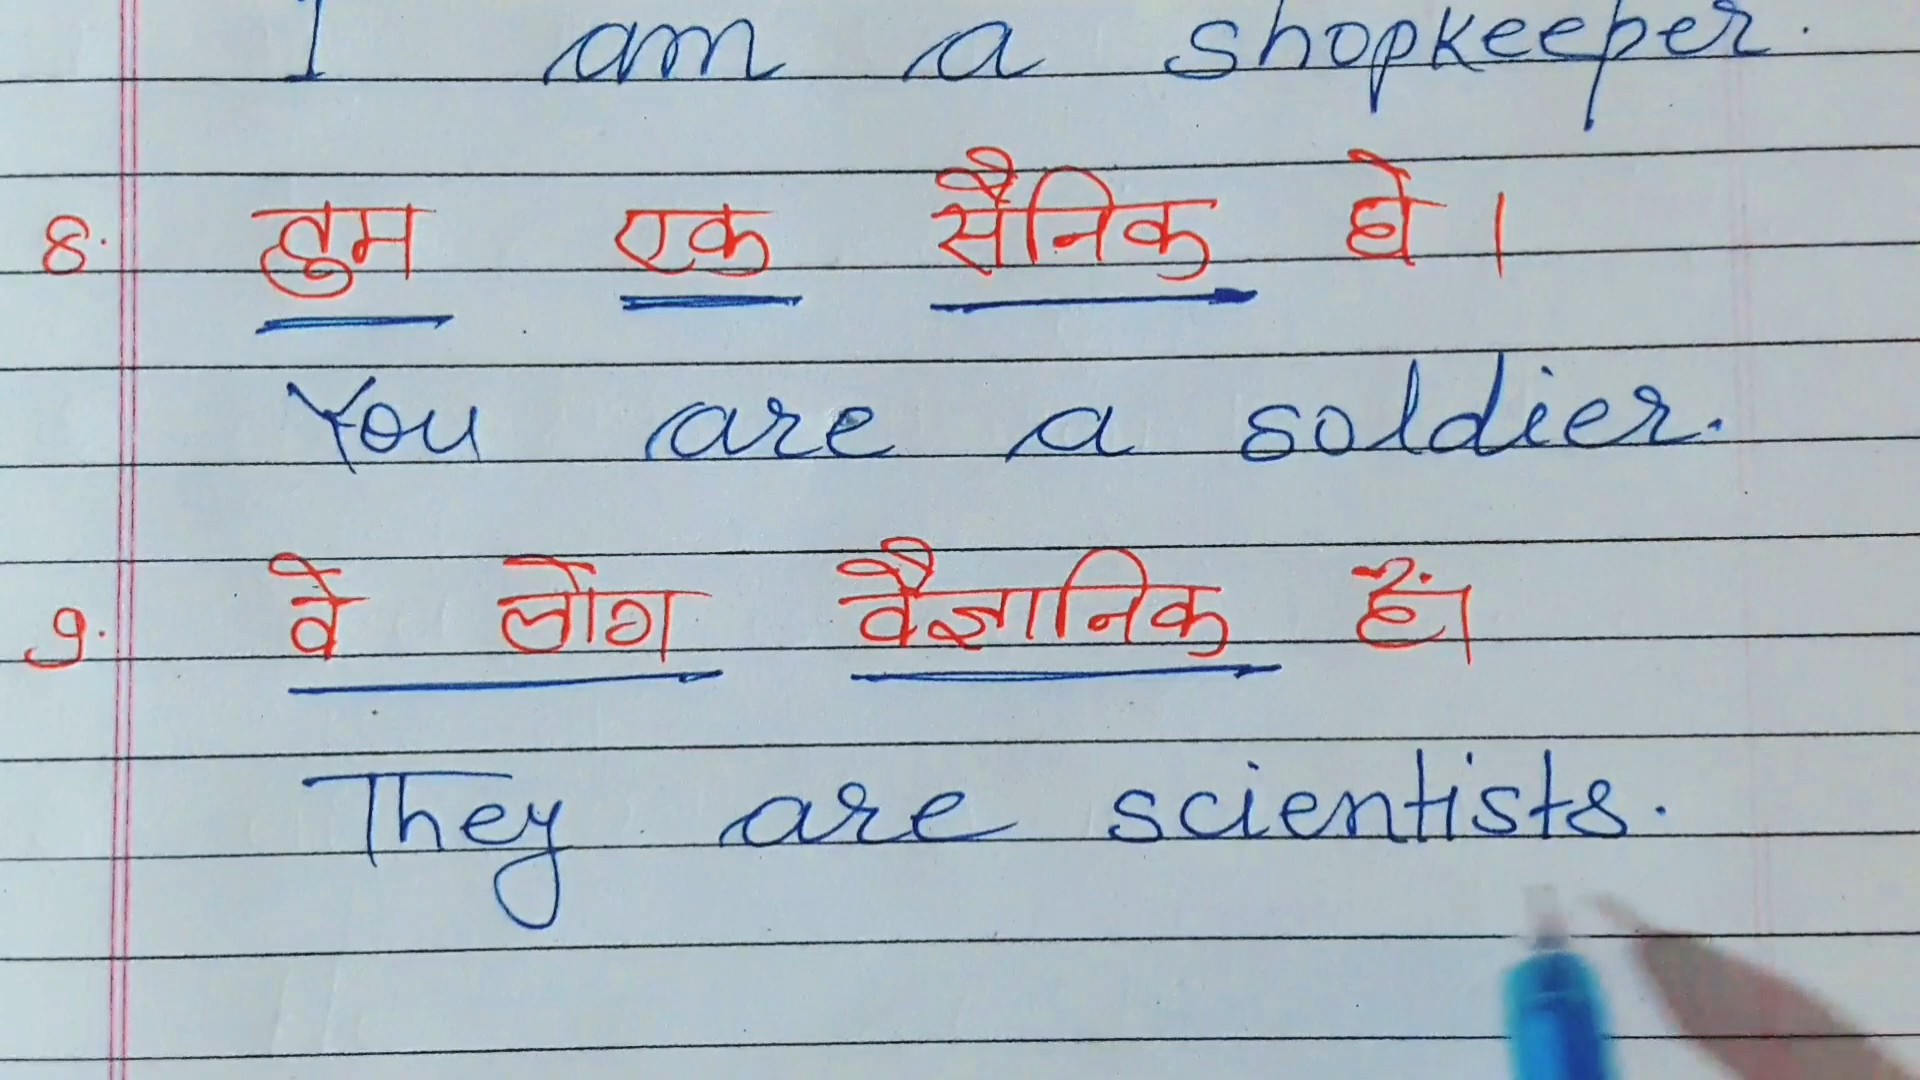 I am a shopkeeper.
8. तुम एक सैनिक हो ।
You are a soldier.
9. वे लोग वैज्ञानिक हैं।
They are scientists.